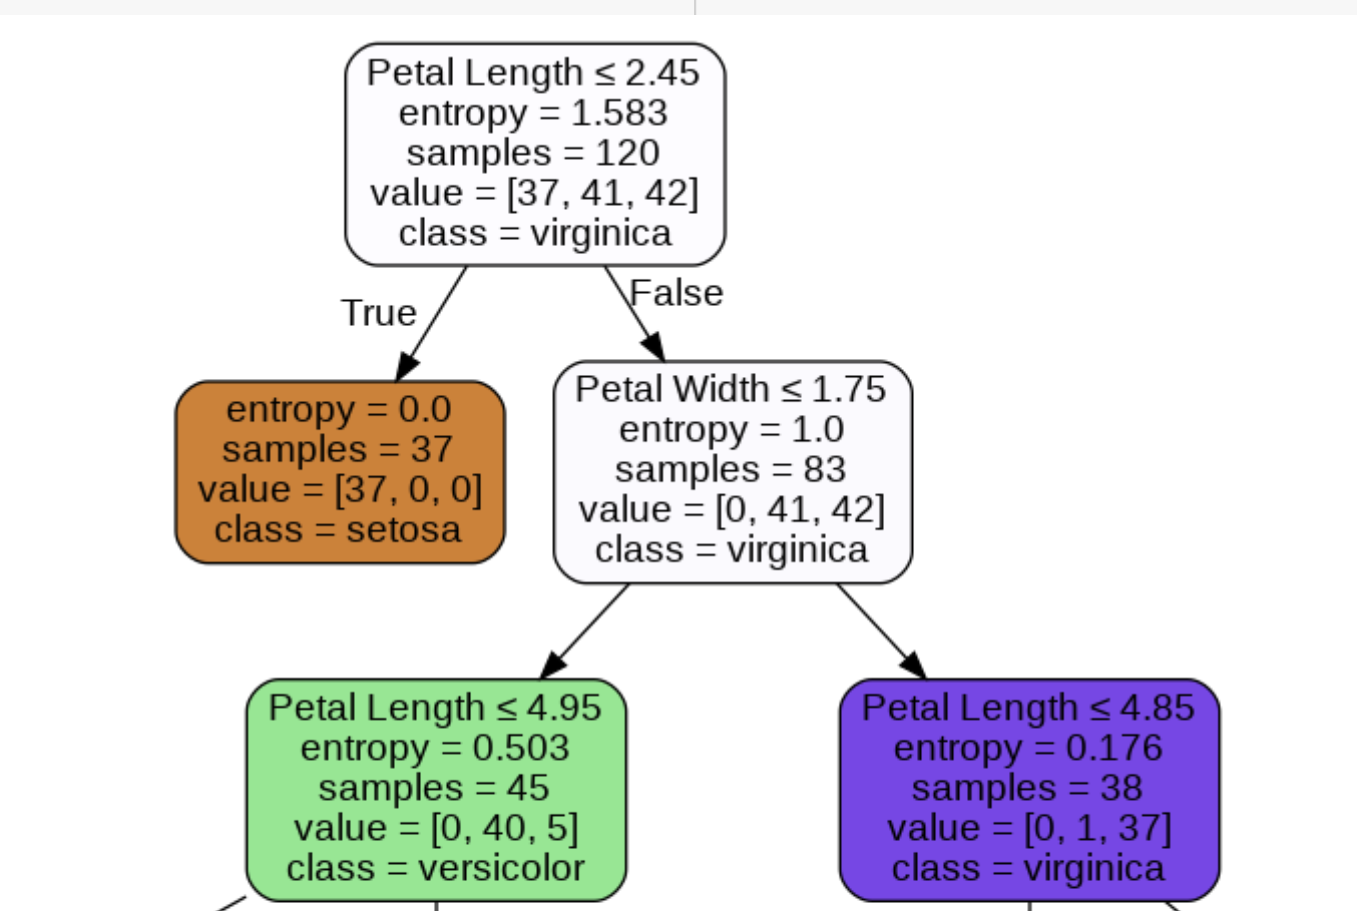 Petal Length ≤ 2.45
entropy = 1.583
samples = 120
value = [37, 41, 42]
class = virginica
True
False
entropy = 0.0
samples = 37
value = [37, 0, 0]
class = setosa
Petal Width ≤ 1.75
entropy = 1.0
samples = 83
value = [0, 41, 42]
class = virginica
Petal Length ≤ 4.95
entropy = 0.503
samples = 45
value = [0, 40, 5]
class = versicolor
Petal Length ≤ 4.85
entropy = 0.176
samples = 38
value = [0, 1, 37]
class = virginica